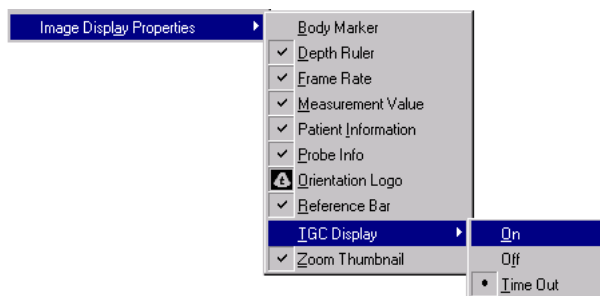 Image Display Properties
Body Marker
Depth Ruler
Frame Rate
Measurement Value
Patient Information
Probe Info
Orientation Logo
Reference Bar
TGC Display
On
Zoom Thumbnail
Off
Time Out